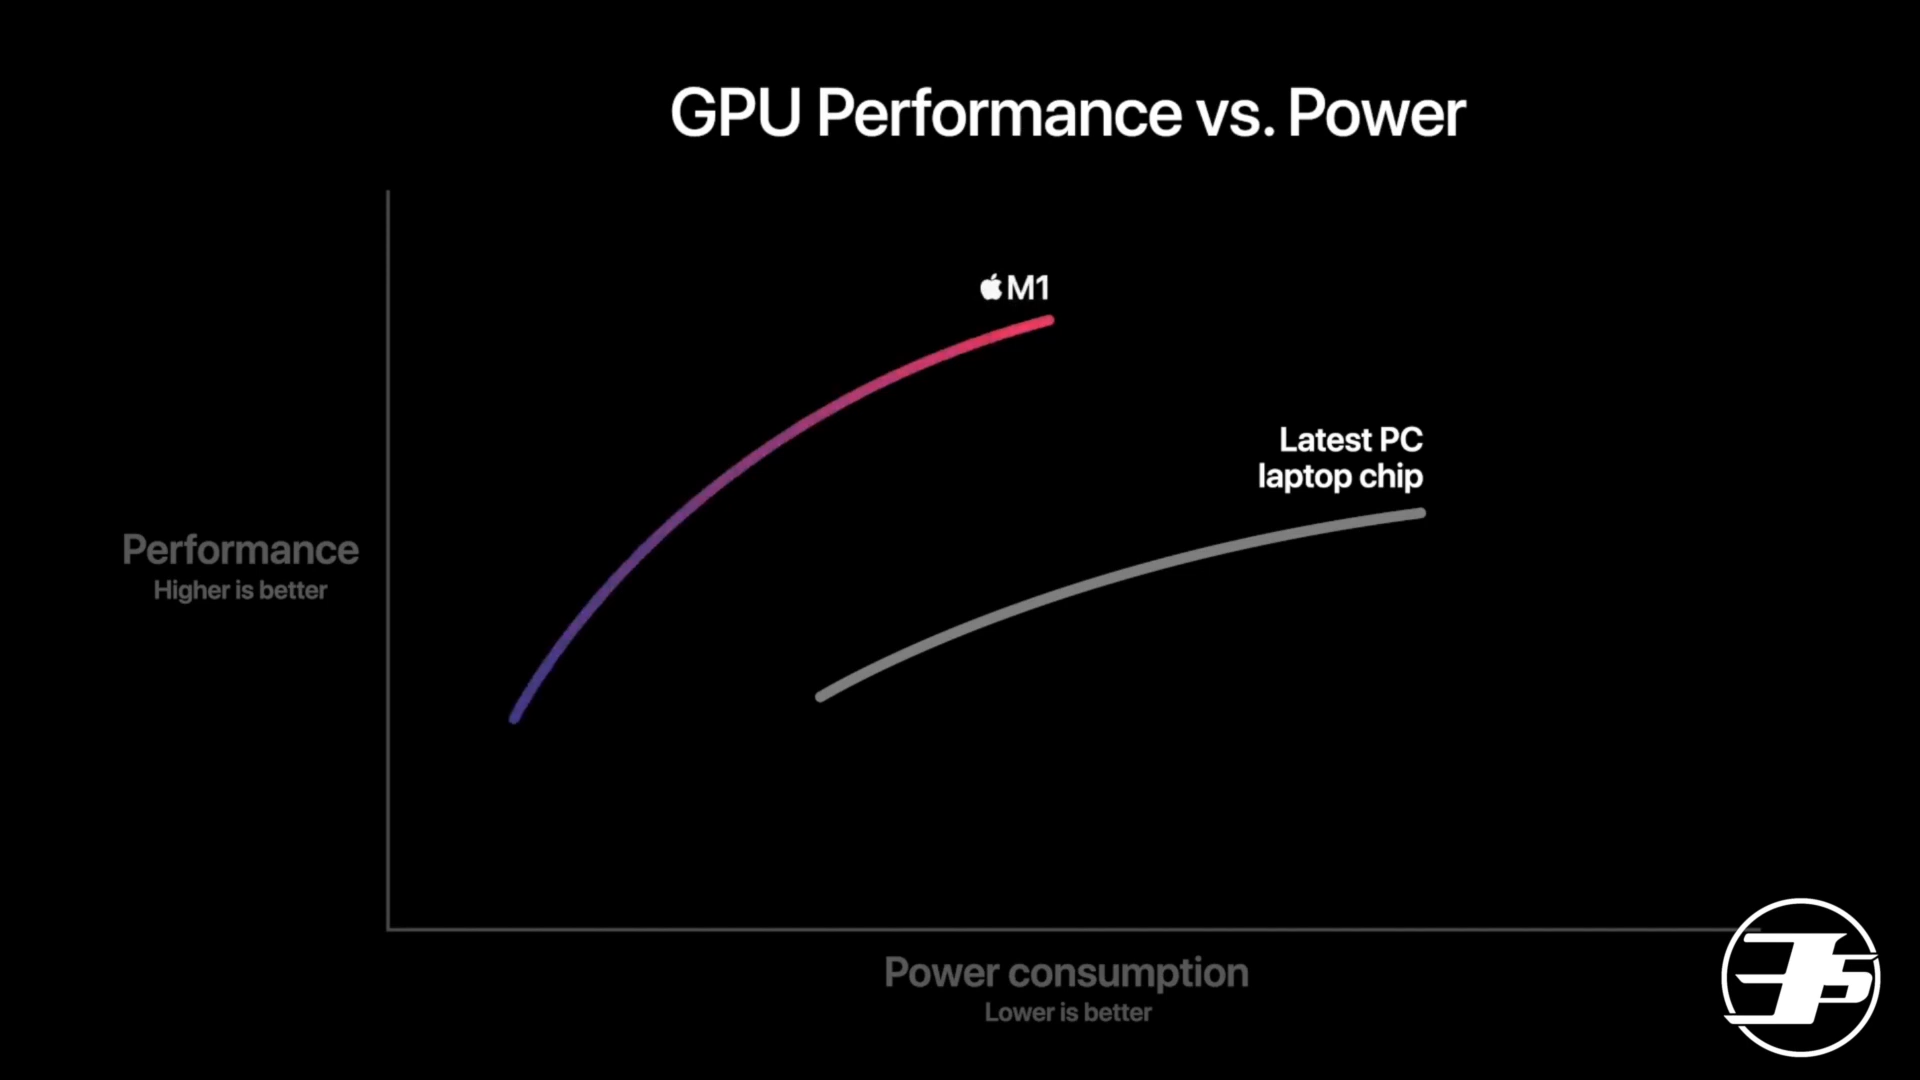 GPU Performance vs. Power
M1
Latest PC
laptop chip
Performance
Higher is better
Power consumption
Lower is better